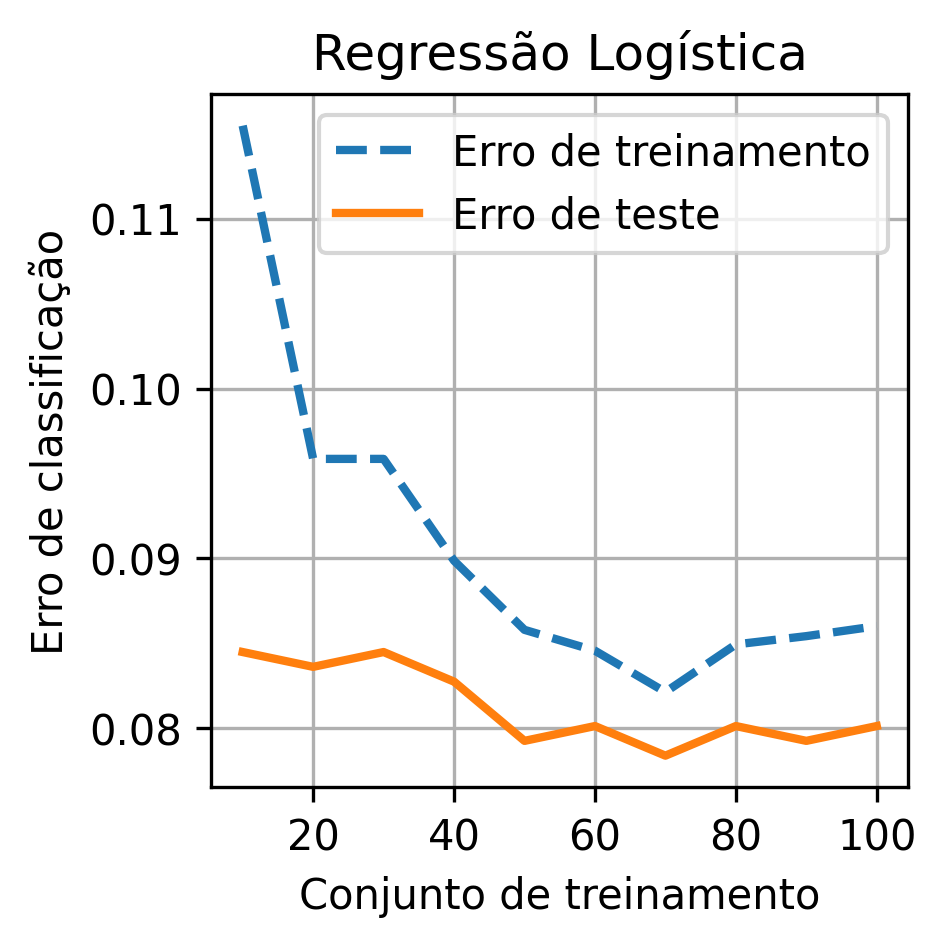 Regressão Logística
Erro de treinamento
Erro de teste
Erro de classificação
0.11
0.10
0.09
0.08
20 40 60 80 100
Conjunto de treinamento